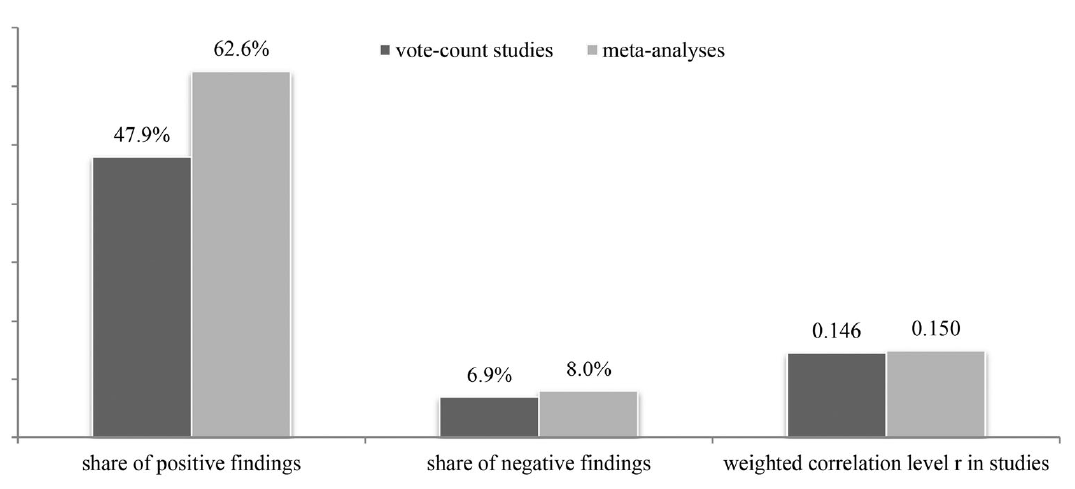 62.6%
vote-count studies
meta-analyses
47.9%
0.146
0.150
6.9%
8.0%
share of positive findings
share of negative findings
weighted correlation level r in studies